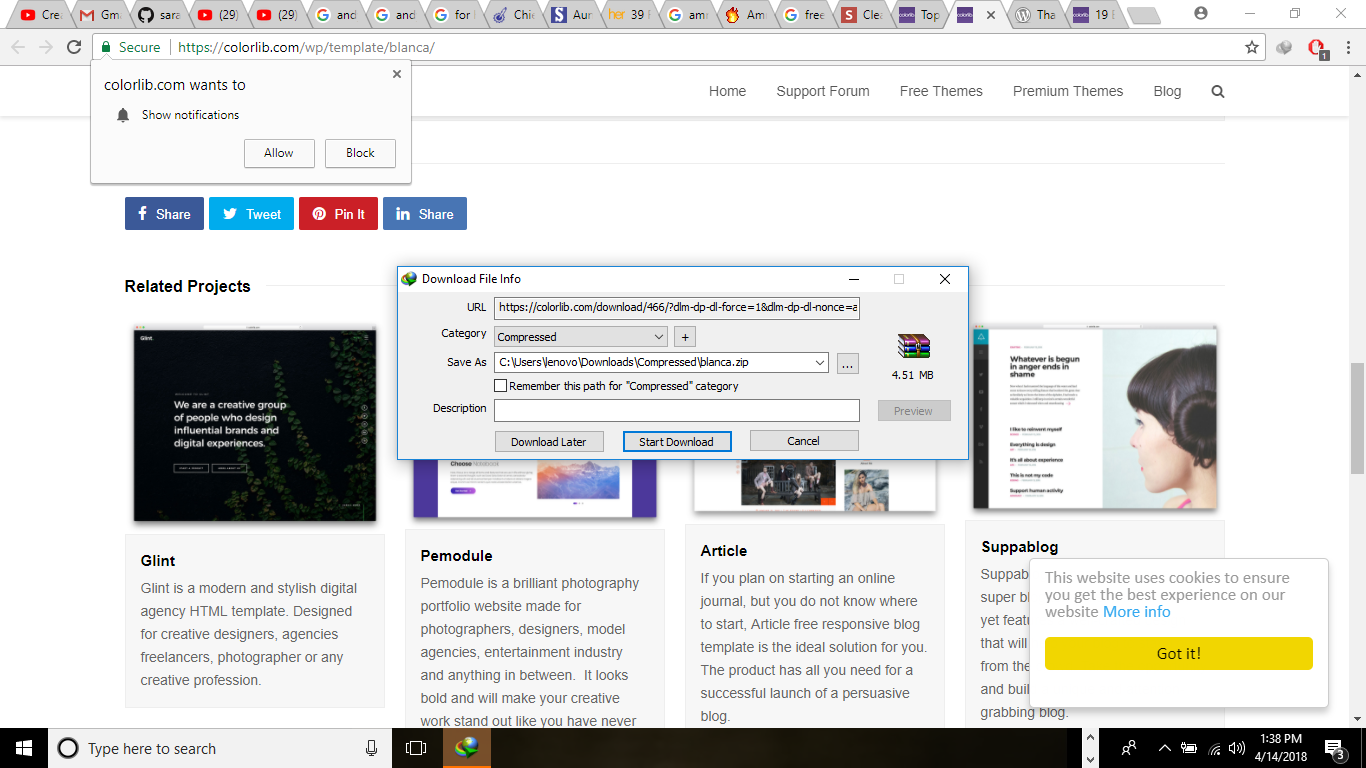 Cre
Gma
sara
(29)
(29)
and
and
for
Chie
Aur
39
amr
Am
free
Clea
Top
Tha
19
Secure
https://colorlib.com/wp/template/blanca/
colorlib.com wants to
Show notifications
Allow
Block
Home
Support Forum
Free Themes
Premium Themes
Blog
Share
Tweet
Pin It
Share
Related Projects
Download File Info
URL
https://colorlib.com/download/466/?dlm-dp-dl-force=1&dlm-dp-dl-nonce=a
Category
Compressed
+
Save As
C:\Users\lenovo\Downloads\Compressed\blanca.zip
...
4.51 MB
Remember this path for "Compressed" category
Description
Preview
Download Later
Start Download
Cancel
Glint.
We are a creative group
of people who design
influential brands and
digital experiences.
Choose Notebook
Whatever is begun
in anger ends in
shame
I like to reinvent myself
Everything is design
It's all about experience
This is not my code
Support human activity
Glint
Glint is a modern and stylish digital
agency HTML template. Designed
for creative designers, agencies
freelancers, photographer or any
creative profession.
Pemodule
Pemodule is a brilliant photography
portfolio website made for
photographers, designers, model
agencies, entertainment industry
and anything in between. It looks
bold and will make your creative
work stand out like you have never
Article
If you plan on starting an online
journal, but you do not know where
to start, Article free responsive blog
template is the ideal solution for you.
The product has all you need for a
successful launch of a persuasive
blog.
Suppablog
Suppab
super b
yet featu
that will
from the
and buil
grabbing blog.
This website uses cookies to ensure
you get the best experience on our
website More info
Got it!
Type here to search
1:38 PM
4/14/2018
3